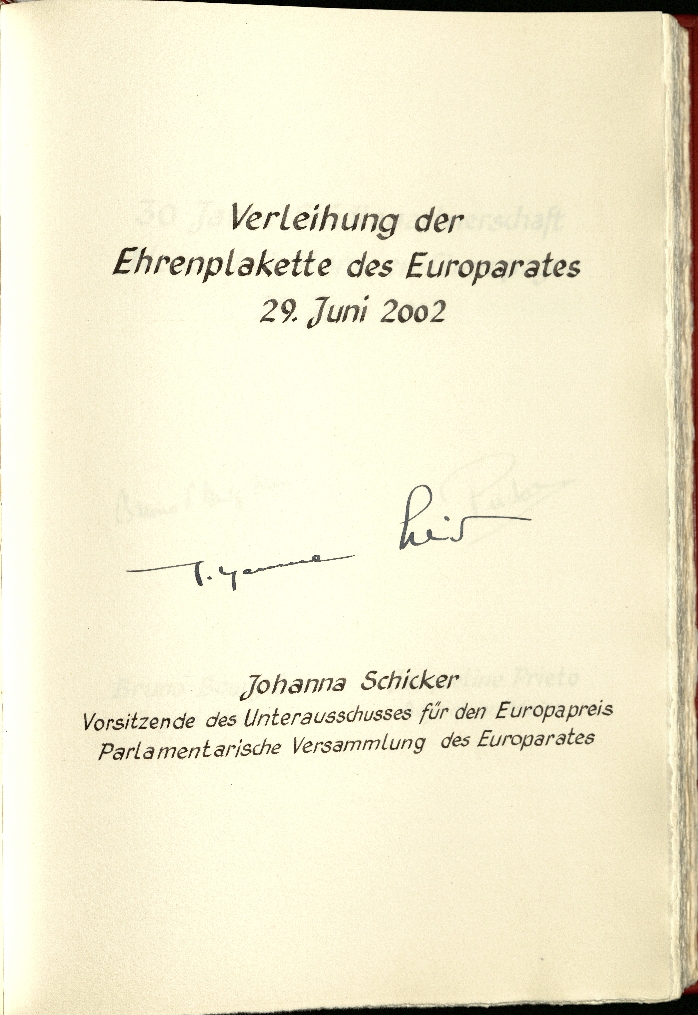 Verleihung der
Ehrenplakette des Europarates
29. Juni 2002
Johanna Schicker
Vorsitzende des Unterausschusses für den Europapreis
Parlamentarische Versammlung des Europarates